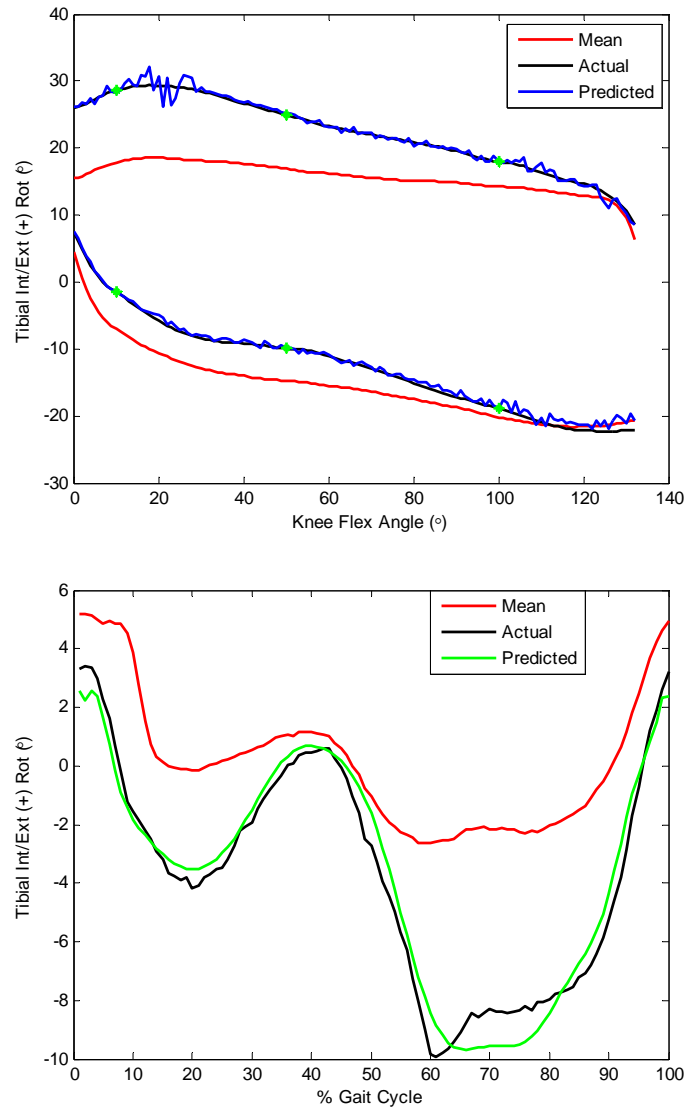 40
30
20
10
0
-10
-20
-30
Tibial Int/Ext (+) Rot (°)
Mean
Actual
Predicted
0 20 40 60 80 100 120 140
Knee Flex Angle (°)
6
4
2
0
-2
-4
-6
-8
-10
Tibial Int/Ext (+) Rot (°)
Mean
Actual
Predicted
0 10 20 30 40 50 60 70 80 90 100
% Gait Cycle